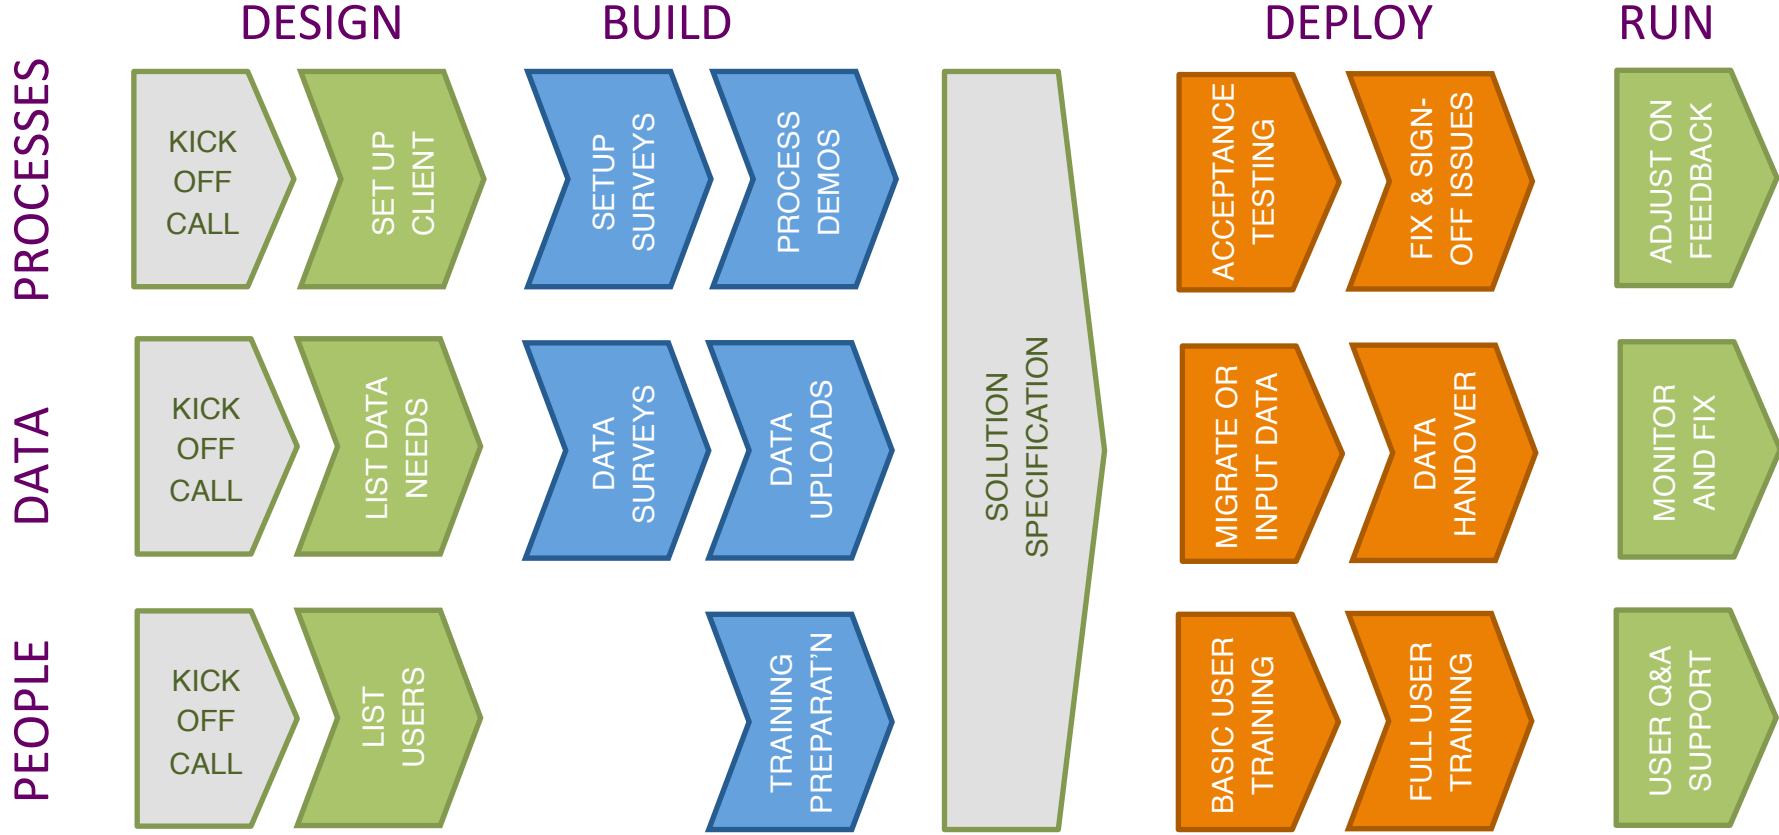 DESIGN
BUILD
DEPLOY
RUN
PROCESSES
KICK
OFF
CALL
SET UP
CLIENT
SETUP
SURVEYS
PROCESS
DEMOS
SOLUTION
SPECIFICATION
ACCEPTANCE
TESTING
FIX & SIGN-
OFF ISSUES
ADJUST ON
FEEDBACK
DATA
KICK
OFF
CALL
LIST DATA
NEEDS
DATA
SURVEYS
DATA
UPLOADS
MIGRATE OR
INPUT DATA
DATA
HANDOVER
MONITOR
AND FIX
PEOPLE
KICK
OFF
CALL
LIST
USERS
TRAINING
PREPARAT'N
BASIC USER
TRAINING
FULL USER
TRAINING
USER Q&A
SUPPORT